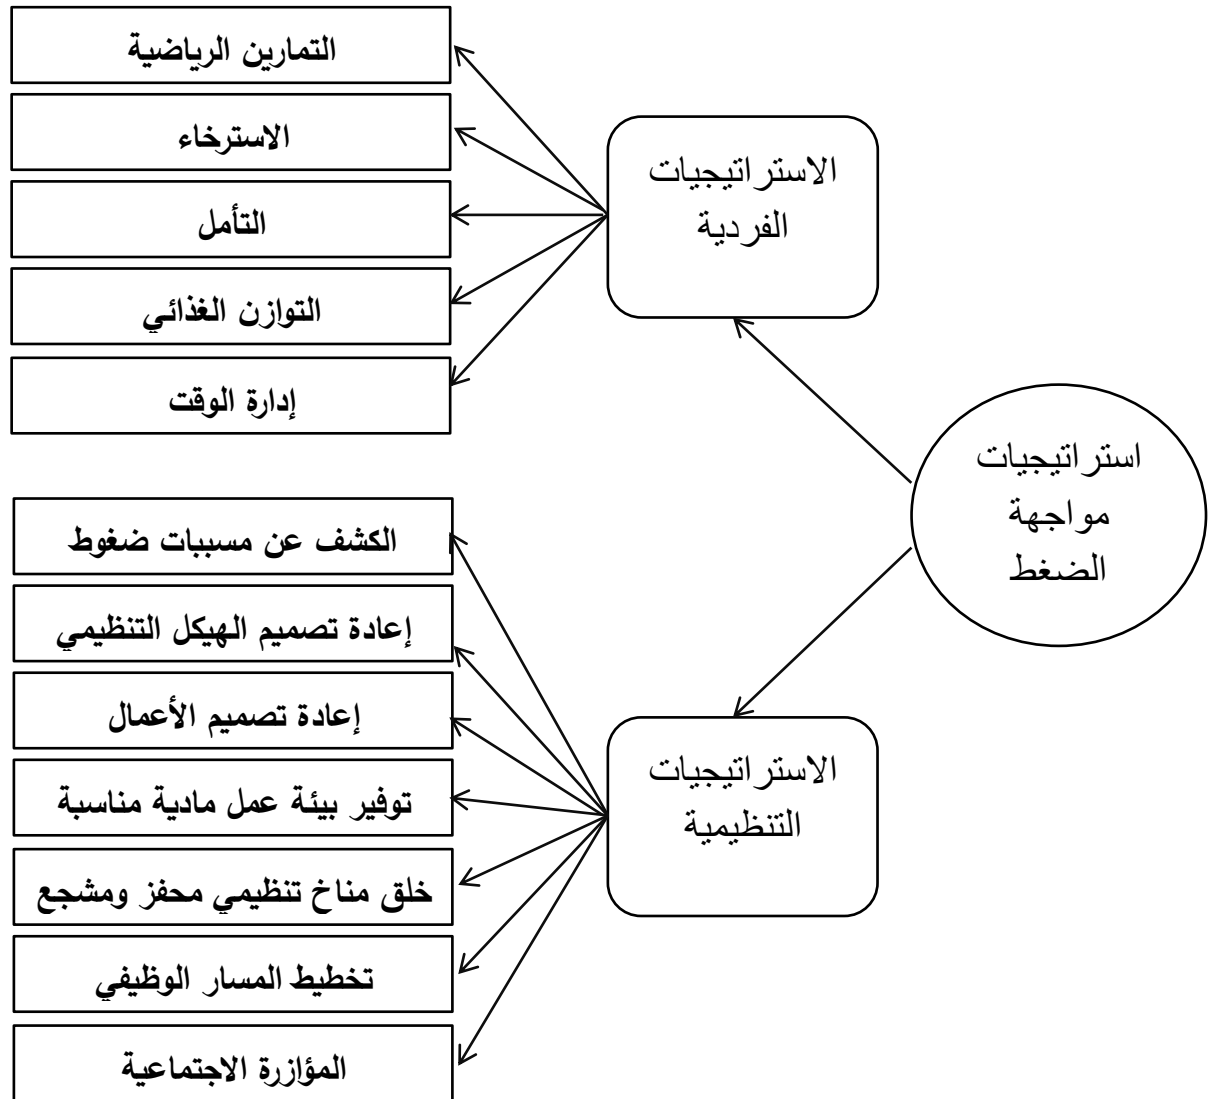 استراتيجيات
مواجهة
الضغط
الاستراتيجيات
الفردية
التمارين الرياضية
الاسترخاء
التأمل
التوازن الغذائي
إدارة الوقت
الاستراتيجيات
التنظيمية
الكشف عن مسببات ضغوط
إعادة تصميم الهيكل التنظيمي
إعادة تصميم الأعمال
توفير بيئة عمل مادية مناسبة
خلق مناخ تنظيمي محفز ومشجع
تخطيط المسار الوظيفي
المؤازرة الاجتماعية